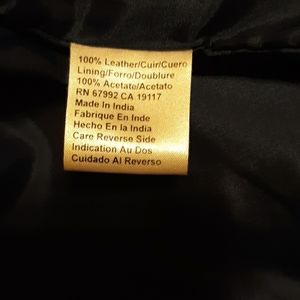 100% Leather/Cuir/Cuero
Lining/Forro/Doublure
100% Acetate/Acetato
RN 67992 CA 19117
Made In India
Fabrique En Inde
Hecho En la India
Care Reverse Side
Indication Au Dos
Cuidado Al Reverso